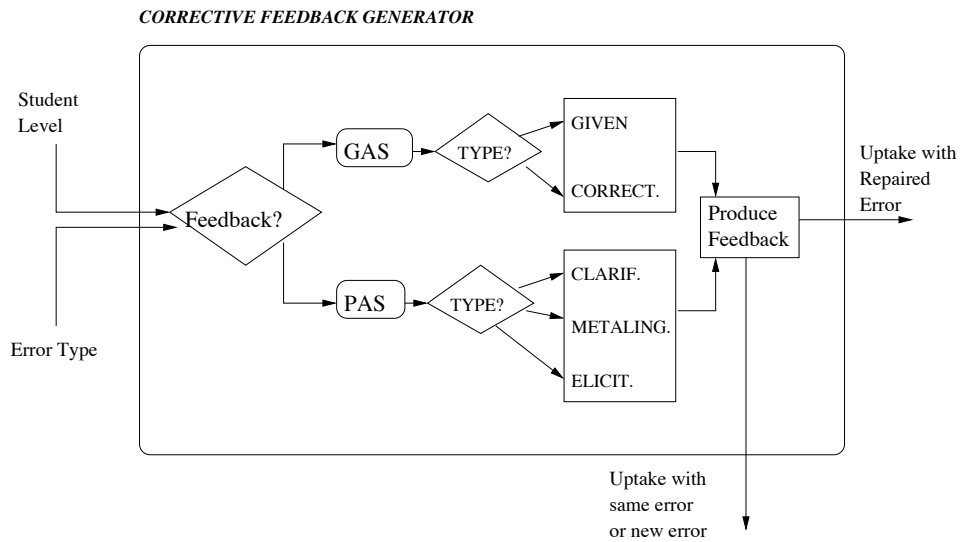 CORRECTIVE FEEDBACK GENERATOR
Student
Level
Error Type
Feedback?
GAS
TYPE?
GIVEN
CORRECT.
PAS
TYPE?
CLARIF.
METALING.
ELICIT.
Produce
Feedback
Uptake with
Repaired
Error
Uptake with
same error
or new error